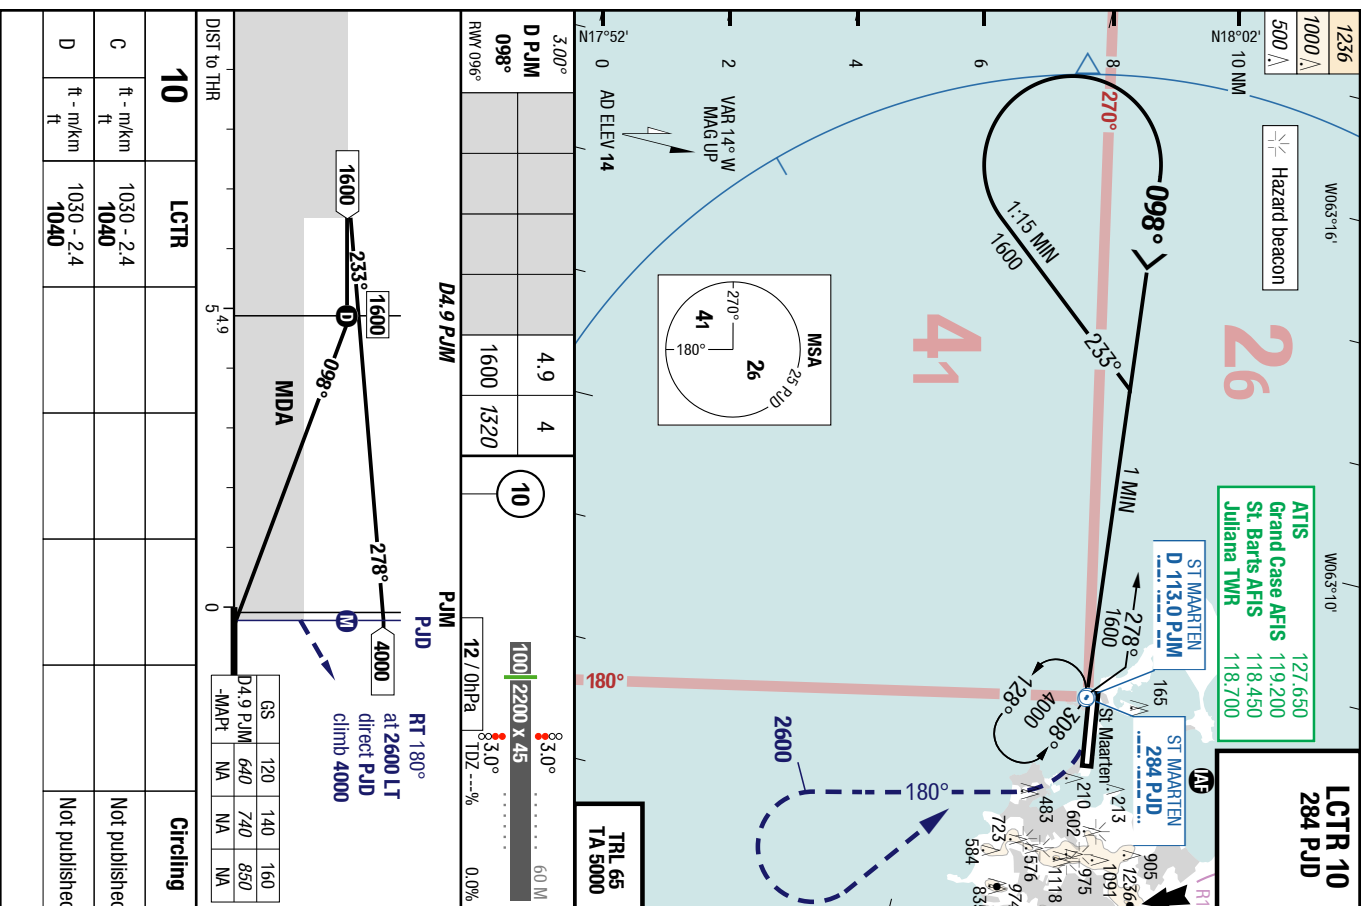 LCTR 10
284 PJD
1236
1000
500
Hazard beacon
ATIS 127.650
Grand Case AFIS 119.200
St. Barts AFIS 118.450
Juliana TWR 118.700
W063°16'
W063°10'
N18°02'
N17°52'
10 NM
8
6
4
2
0
270°
098°
1:15 MIN
1600
233°
1 MIN
26
41
VAR 14° W
MAG UP
AD ELEV 14
MSA
25 PJD
270°
180°
41
26
ST MAARTEN
D 113.0 PJM
ST MAARTEN
284 PJD
IAF
278°
1600
165
St Maarten
308°
4000
128°
180°
2600
180°
213
210
483
602
905
1236
1091
975
1118
576
723
584
974
835
R1
TRL 65
TA 5000
3.00°
D PJM 4.9 4
098° 1600 1320
RWY 096°
10
3.0°
100 2200 x 45
3.0°
60 M
12 / 0hPa TDZ ---% 0.0%
D4.9 PJM
PJM
PJD
1600
233°
1600
D
098°
MDA
278°
4000
M
RT 180°
at 2600 LT
direct PJD
climb 4000
DIST to THR
5
4.9
0
GS 120 140 160
D4.9 PJM 640 740 850
-MAPt NA NA NA
10 LCTR Circling
C ft - m/km 1030 - 2.4 Not published
ft 1040
D ft - m/km 1030 - 2.4 Not published
ft 1040